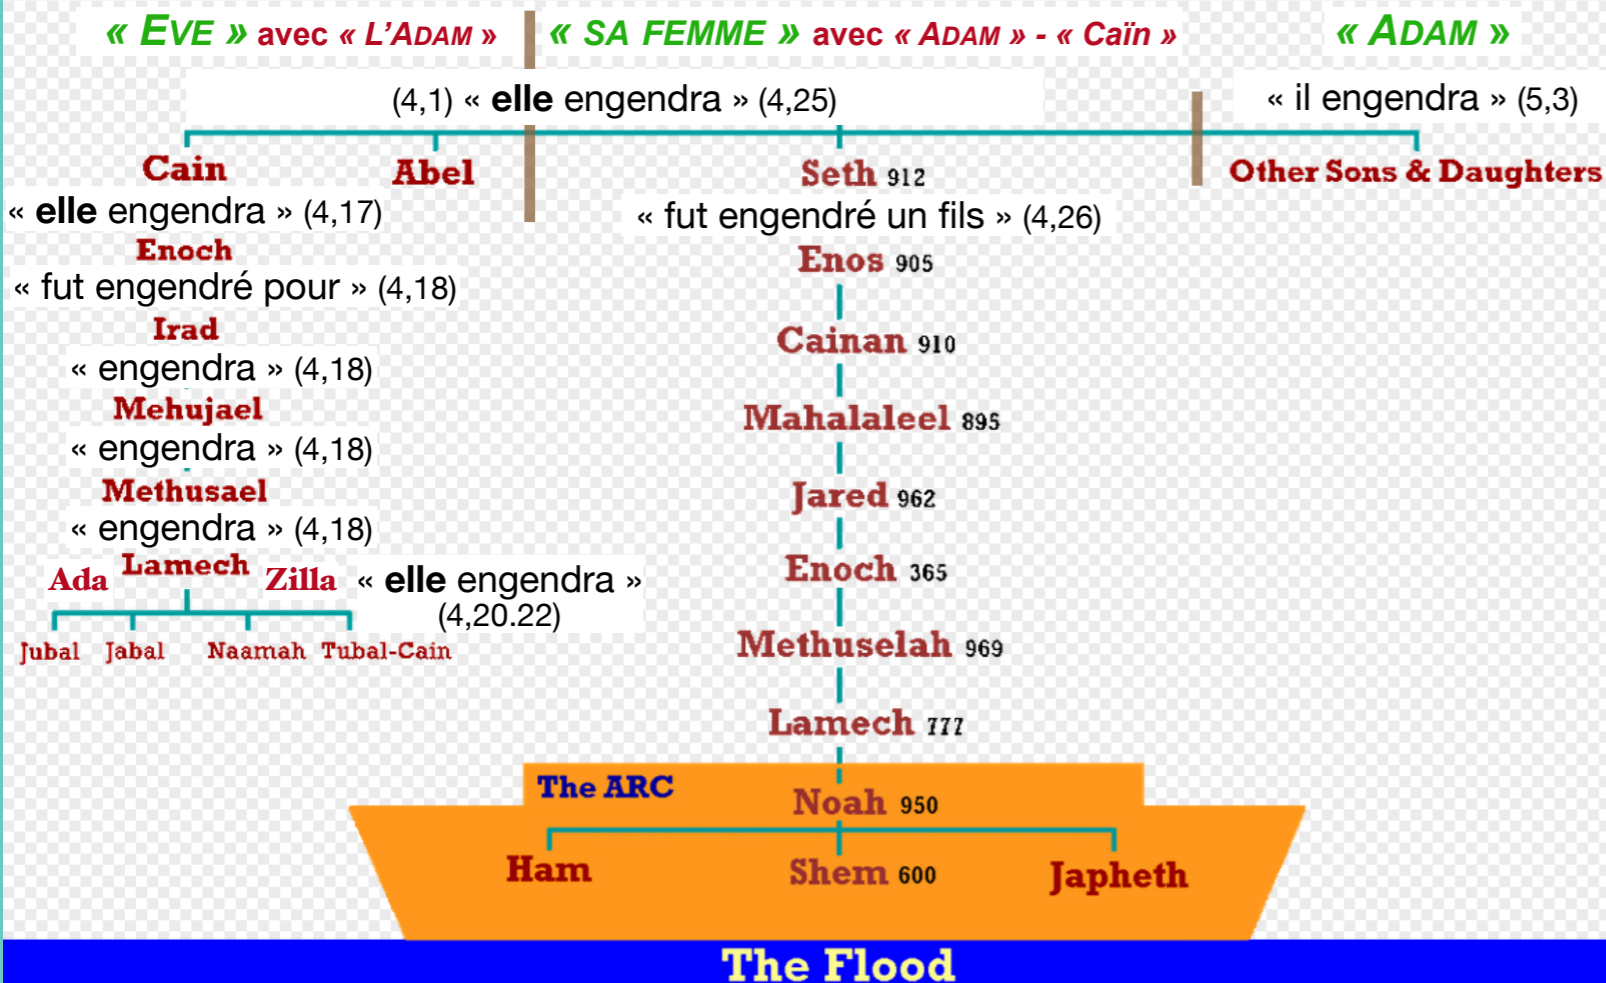 « EVE » avec « L'ADAM » « SA FEMME » avec « ADAM » - « Caïn » « ADAM »
(4,1) « elle engendra » (4,25) « il engendra » (5,3)
Cain Abel Seth 912 Other Sons & Daughters
« elle engendra » (4,17) « fut engendré un fils » (4,26)
Enoch Enos 905
« fut engendré pour » (4,18)
Irad Cainan 910
« engendra » (4,18)
Mehujael Mahalaleel 895
« engendra » (4,18)
Methusael Jared 962
« engendra » (4,18)
Ada Lamech Zilla « elle engendra » Enoch 365
(4,20.22)
Jubal Jabal Naamah Tubal-Cain Methuselah 969
Lamech 777
The ARC
Noah 950
Ham Shem 600 Japheth
The Flood